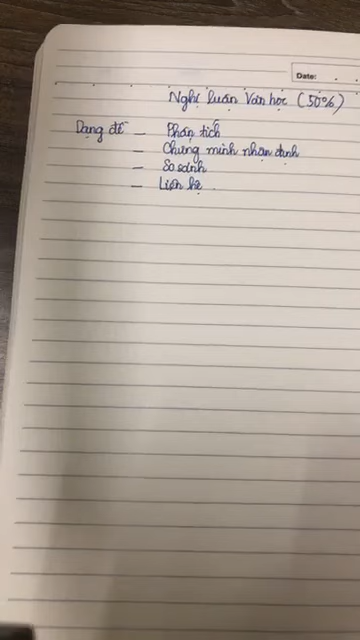 Date:
Nghị luận Văn học (50%)
Dạng đề – Phân tích
– Chứng minh nhận định
– So sánh
– Liên hệ